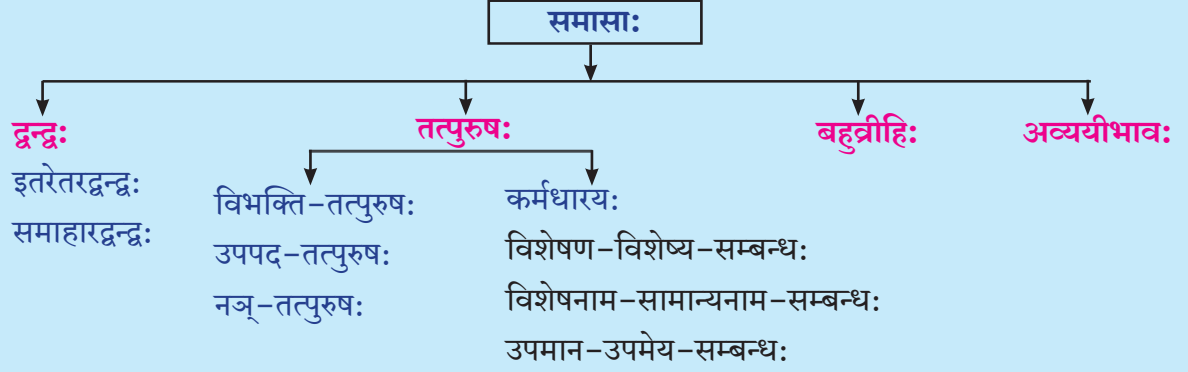 समासाः
द्वन्द्वः
तत्पुरुषः
बहुव्रीहिः
अव्ययीभावः
इतरेतरद्वन्द्वः
समाहारद्वन्द्वः
विभक्ति-तत्पुरुषः
उपपद-तत्पुरुषः
नञ्-तत्पुरुषः
कर्मधारयः
विशेषण-विशेष्य-सम्बन्धः
विशेषनाम-सामान्यनाम-सम्बन्धः
उपमान-उपमेय-सम्बन्धः